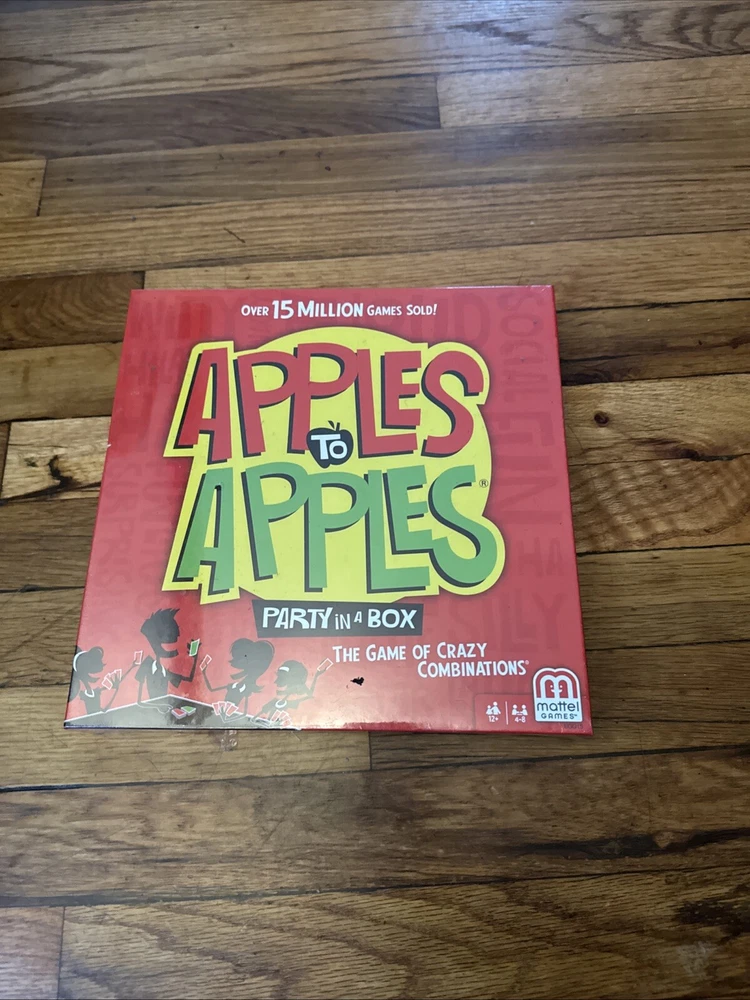 OVER 15 MILLION GAMES SOLD!
APPLES
TO
APPLES®
PARTY IN A BOX
THE GAME OF CRAZY
COMBINATIONS®
mattel
GAMES™
12+
4-8